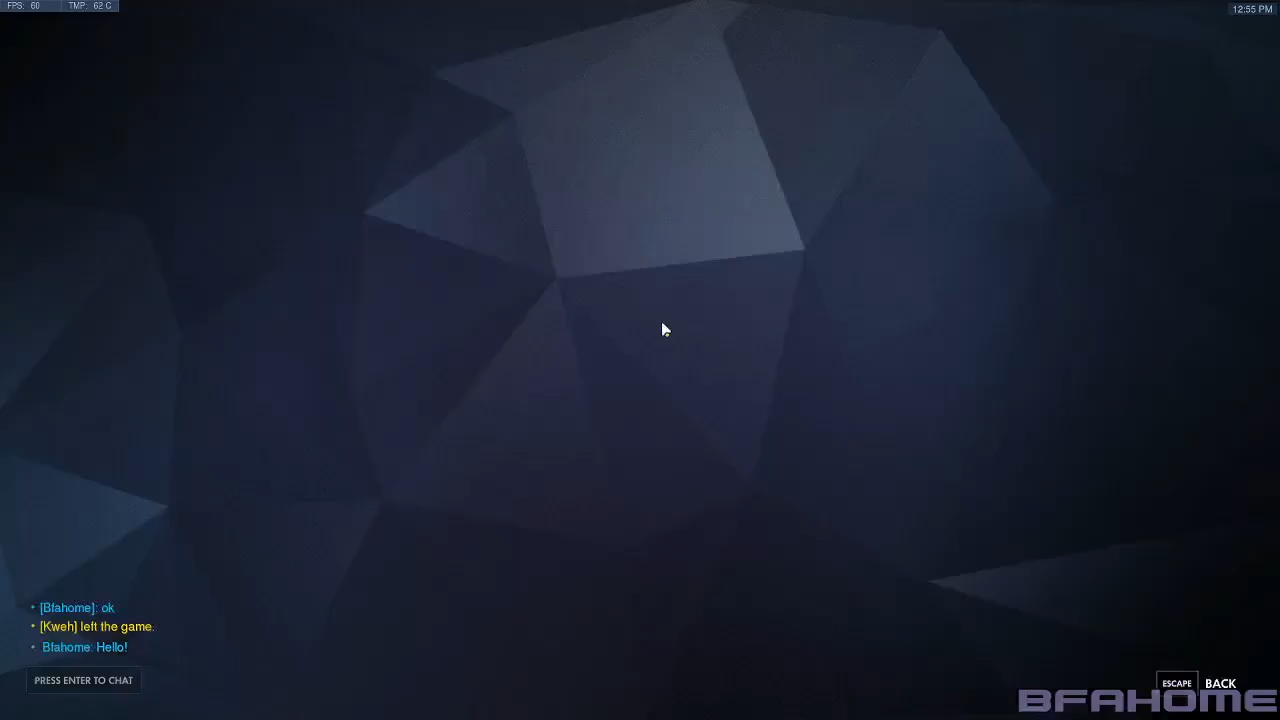 FPS: 60 TMP: 62 C
12:55 PM
• [Bfahome]: ok
• [Kweh] left the game.
• Bfahome: Hello!
PRESS ENTER TO CHAT
ESCAPE BACK
BFAHOME